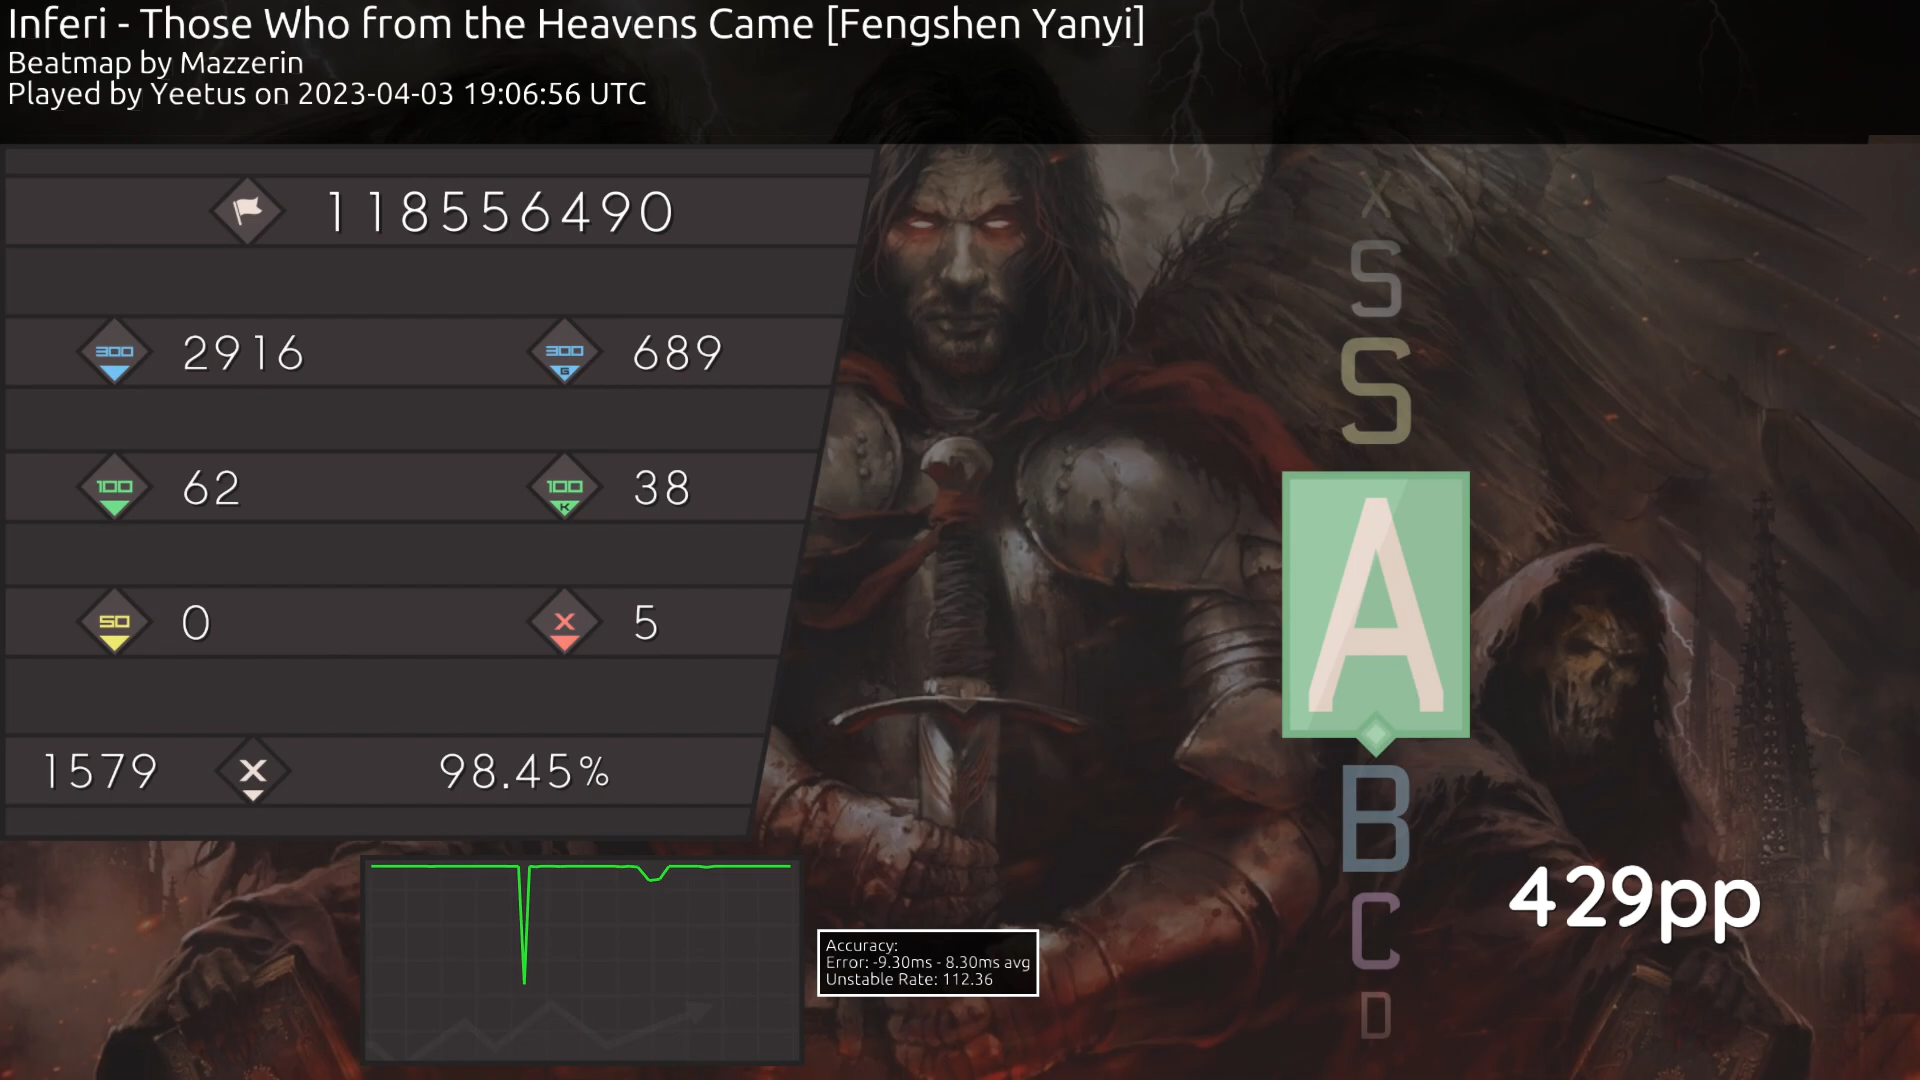 Inferi - Those Who from the Heavens Came [Fengshen Yanyi]
Beatmap by Mazzerin
Played by Yeetus on 2023-04-03 19:06:56 UTC
118556490
300 2916 300 G 689
100 62 100 K 38
50 0 X 5
1579 X 98.45%
X
S
S
A
B
C
D
429pp
Accuracy:
Error: -9.30ms - 8.30ms avg
Unstable Rate: 112.36